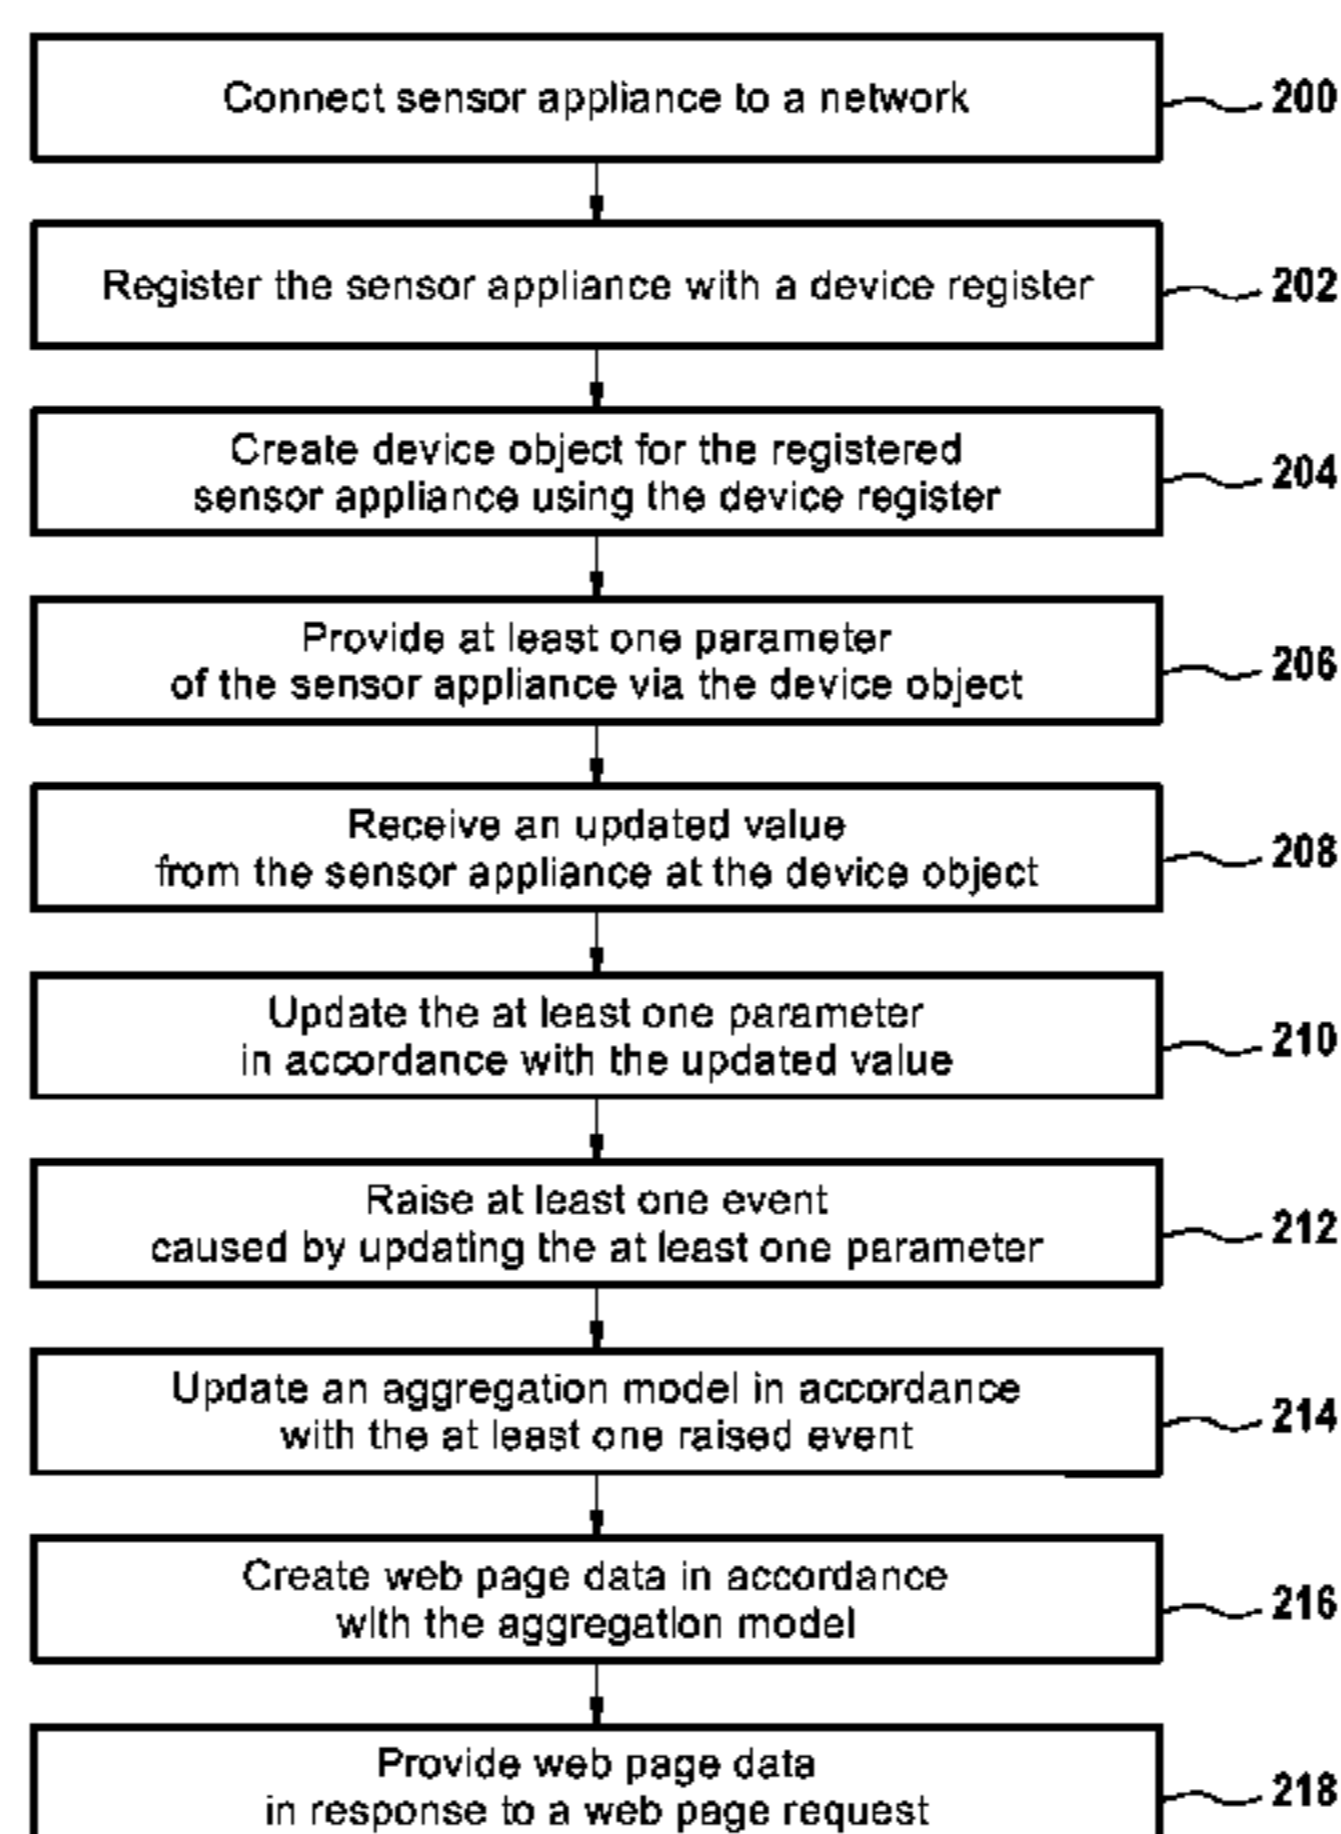 Connect sensor appliance to a network
200
Register the sensor appliance with a device register
202
Create device object for the registered
sensor appliance using the device register
204
Provide at least one parameter
of the sensor appliance via the device object
206
Receive an updated value
from the sensor appliance at the device object
208
Update the at least one parameter
in accordance with the updated value
210
Raise at least one event
caused by updating the at least one parameter
212
Update an aggregation model in accordance
with the at least one raised event
214
Create web page data in accordance
with the aggregation model
216
Provide web page data
in response to a web page request
218